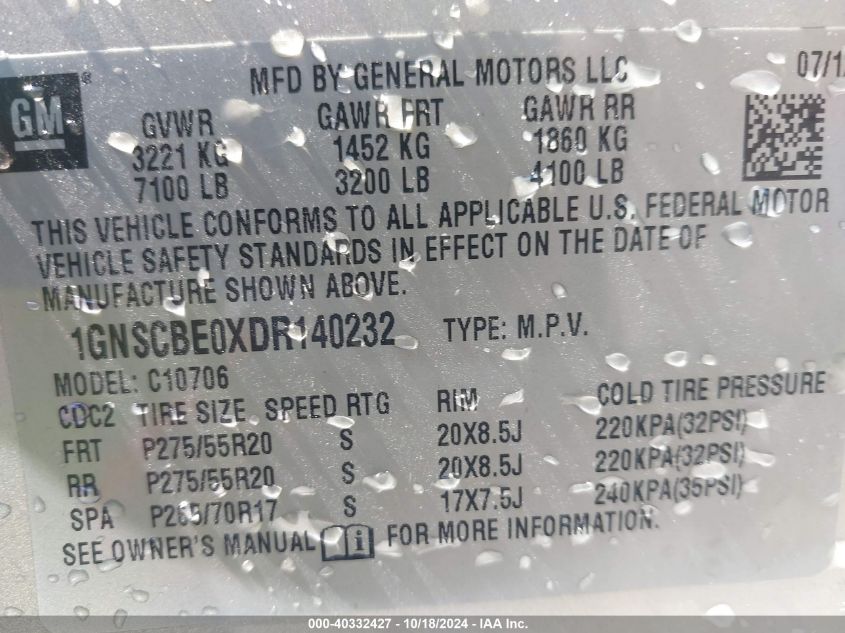 MFD BY GENERAL MOTORS LLC 07/1
GM ®
GVWR GAWR FRT GAWR RR
3221 KG 1452 KG 1860 KG
7100 LB 3200 LB 4100 LB
THIS VEHICLE CONFORMS TO ALL APPLICABLE U.S. FEDERAL MOTOR
VEHICLE SAFETY STANDARDS IN EFFECT ON THE DATE OF
MANUFACTURE SHOWN ABOVE.
1GNSCBE0XDR140232 TYPE: M.P.V.
MODEL: C10706
CDC2 TIRE SIZE SPEED RTG RIM COLD TIRE PRESSURE
FRT P275/55R20 S 20X8.5J 220KPA(32PSI)
RR P275/55R20 S 20X8.5J 220KPA(32PSI)
SPA P265/70R17 S 17X7.5J 240KPA(35PSI)
SEE OWNER'S MANUAL FOR MORE INFORMATION.
000-40332427 - 10/18/2024 - IAA Inc.